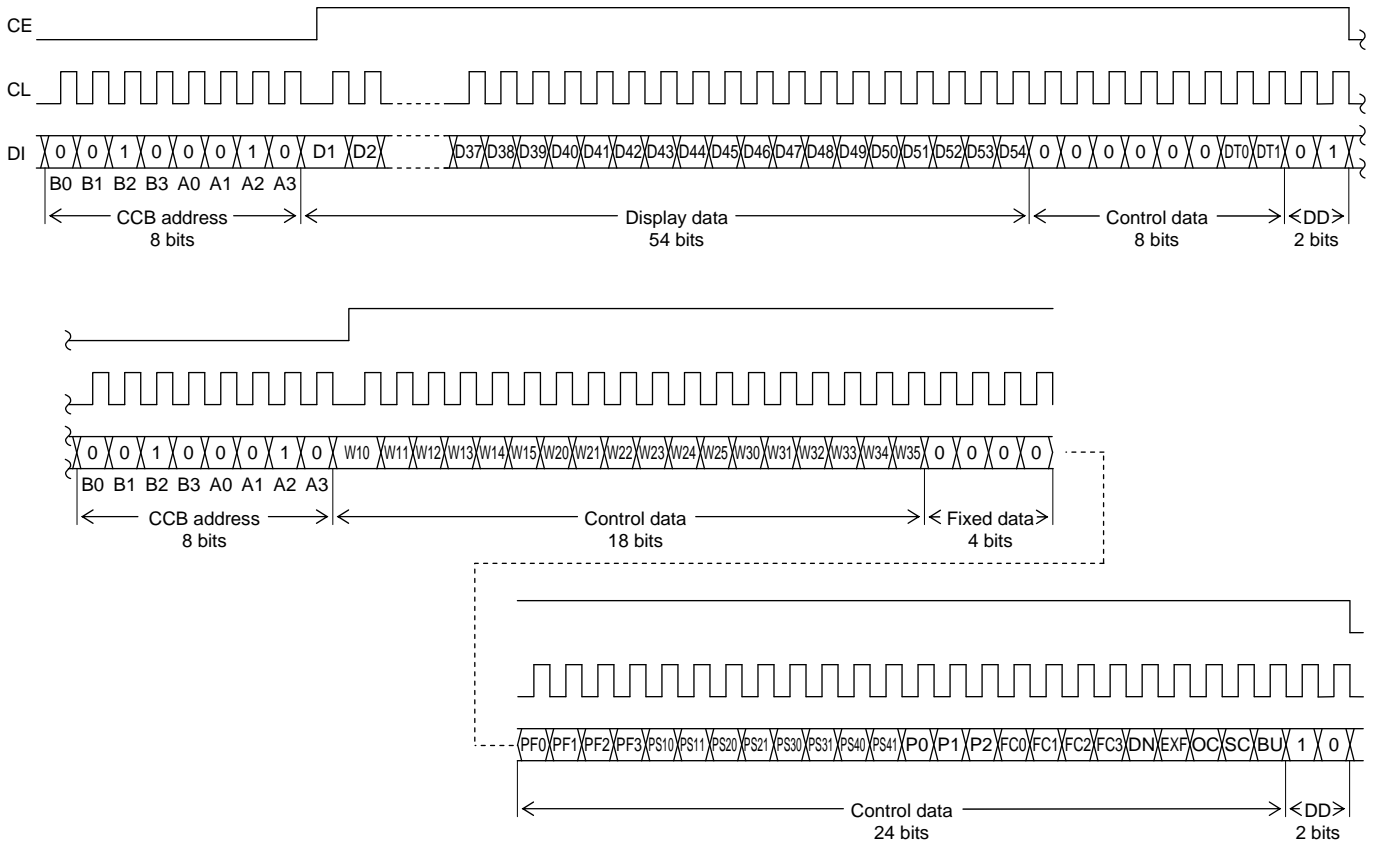 CE
CL
DI 0 0 1 0 0 0 1 0 D1 D2 D37 D38 D39 D40 D41 D42 D43 D44 D45 D46 D47 D48 D49 D50 D51 D52 D53 D54 0 0 0 0 0 0 DT0 DT1 0 1
B0 B1 B2 B3 A0 A1 A2 A3
CCB address Display data Control data DD
8 bits 54 bits 8 bits 2 bits
0 0 1 0 0 0 1 0 W10 W11 W12 W13 W14 W15 W20 W21 W22 W23 W24 W25 W30 W31 W32 W33 W34 W35 0 0 0 0
B0 B1 B2 B3 A0 A1 A2 A3
CCB address Control data Fixed data
8 bits 18 bits 4 bits
PF0 PF1 PF2 PF3 PS10 PS11 PS20 PS21 PS30 PS31 PS40 PS41 P0 P1 P2 FC0 FC1 FC2 FC3 DN EXF OC SC BU 1 0
Control data DD
24 bits 2 bits